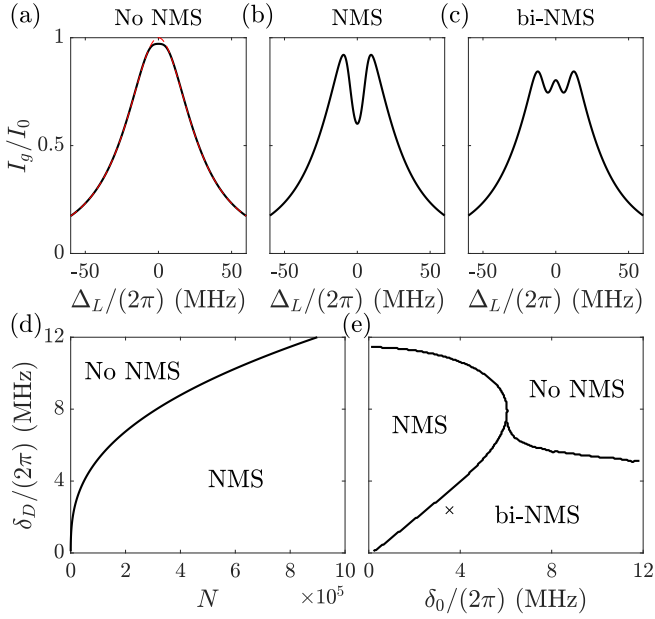 (a) No NMS
(b) NMS
(c) bi-NMS
I_g/I_0
1
0.5
0
-50 0 50
-50 0 50
-50 0 50
Δ_L/(2π) (MHz)
Δ_L/(2π) (MHz)
Δ_L/(2π) (MHz)
(d)
(e)
δ_D/(2π) (MHz)
12
8
4
0
No NMS
NMS
No NMS
NMS
bi-NMS
×
0 2 4 6 8 10
N
×10^5
0 4 8 12
δ_0/(2π) (MHz)